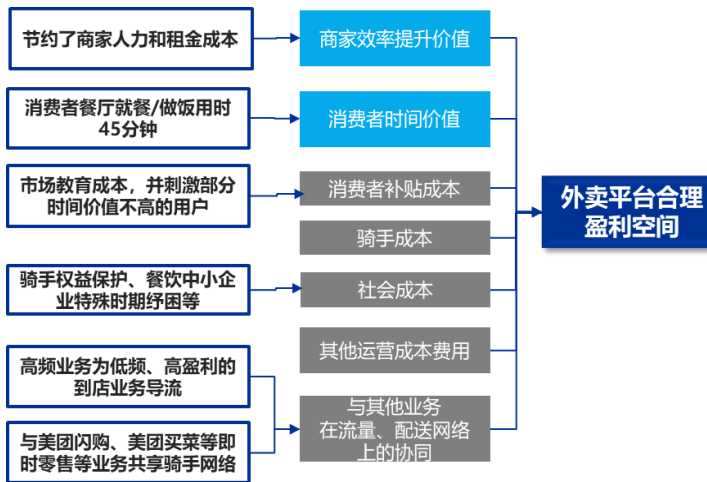 节约了商家人力和租金成本
商家效率提升价值
消费者餐厅就餐/做饭用时
45分钟
消费者时间价值
市场教育成本，并刺激部分
时间价值不高的用户
消费者补贴成本
骑手成本
骑手权益保护、餐饮中小企
业特殊时期纾困等
社会成本
其他运营成本费用
高频业务为低频、高盈利的
到店业务导流
与美团闪购、美团买菜等即
时零售等业务共享骑手网络
与其他业务
在流量、配送网络
上的协同
外卖平台合理
盈利空间